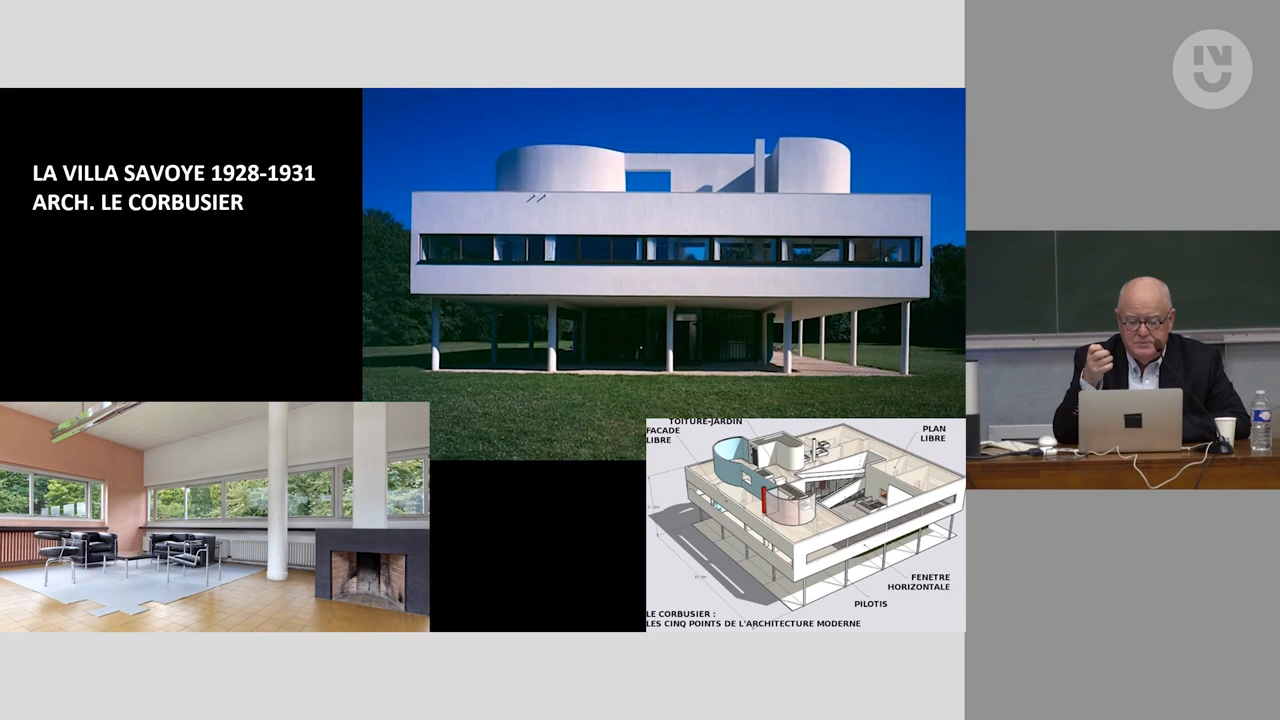 LA VILLA SAVOYE 1928-1931
ARCH. LE CORBUSIER
TOITURE-JARDIN
FACADE
LIBRE
PLAN
LIBRE
FENETRE
HORIZONTALE
PILOTIS
LE CORBUSIER :
LES CINQ POINTS DE L'ARCHITECTURE MODERNE